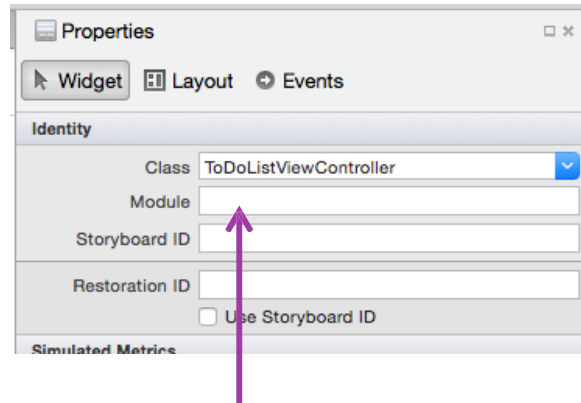 Properties
Widget Layout Events
Identity
Class ToDoListViewController
Module
Storyboard ID
Restoration ID
Use Storyboard ID
Simulated Metrics